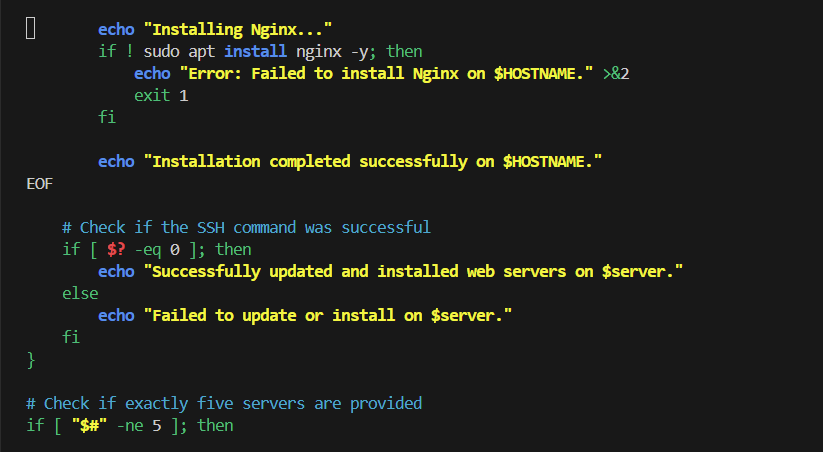 echo "Installing Nginx..."
        if ! sudo apt install nginx -y; then
            echo "Error: Failed to install Nginx on $HOSTNAME." >&2
            exit 1
        fi

        echo "Installation completed successfully on $HOSTNAME."
EOF

    # Check if the SSH command was successful
    if [ $? -eq 0 ]; then
        echo "Successfully updated and installed web servers on $server."
    else
        echo "Failed to update or install on $server."
    fi
}

# Check if exactly five servers are provided
if [ "$#" -ne 5 ]; then